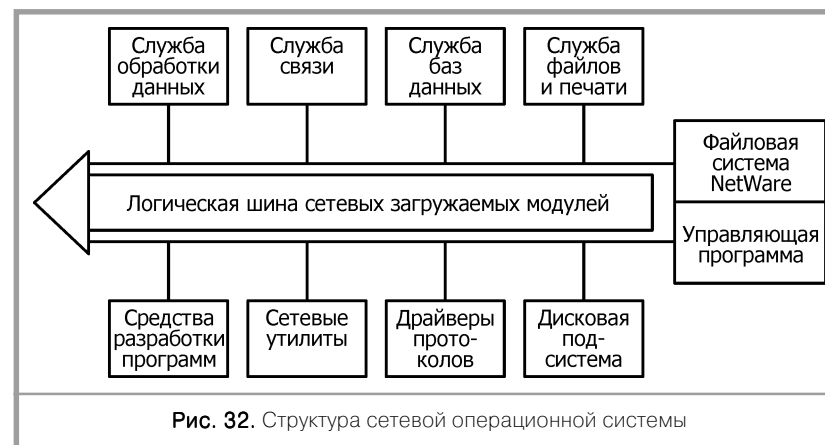 Служба
обработки
данных
Служба
связи
Служба
баз
данных
Служба
файлов
и печати
Файловая
система
NetWare
Логическая шина сетевых загружаемых модулей
Управляющая
программа
Средства
разработки
программ
Сетевые
утилиты
Драйверы
прото-
колов
Дисковая
под-
система
Рис. 32. Структура сетевой операционной системы